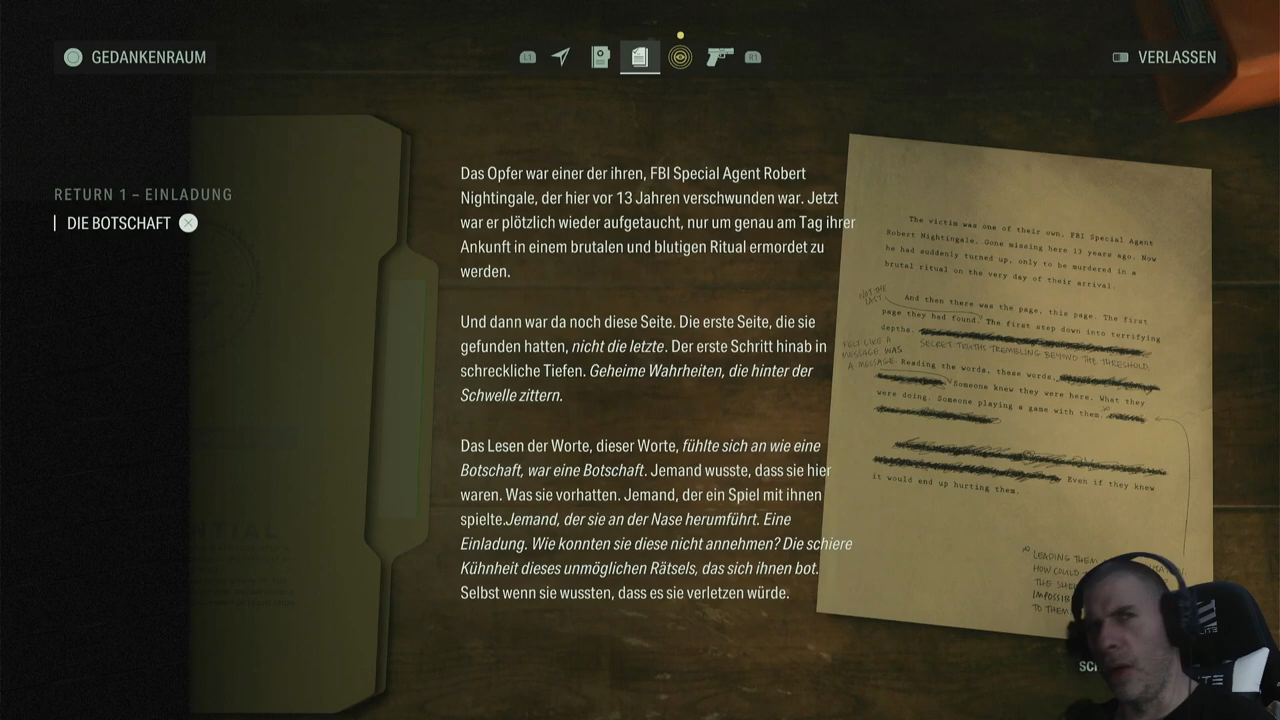 GEDANKENRAUM
L1
R1
VERLASSEN
RETURN 1 – EINLADUNG
DIE BOTSCHAFT
Das Opfer war einer der ihren, FBI Special Agent Robert
Nightingale, der hier vor 13 Jahren verschwunden war. Jetzt
war er plötzlich wieder aufgetaucht, nur um genau am Tag ihrer
Ankunft in einem brutalen und blutigen Ritual ermordet zu
werden.
Und dann war da noch diese Seite. Die erste Seite, die sie
gefunden hatten, nicht die letzte. Der erste Schritt hinab in
schreckliche Tiefen. Geheime Wahrheiten, die hinter der
Schwelle zittern.
Das Lesen der Worte, dieser Worte, fühlte sich an wie eine
Botschaft, war eine Botschaft. Jemand wusste, dass sie hier
waren. Was sie vorhatten. Jemand, der ein Spiel mit ihnen
spielte.Jemand, der sie an der Nase herumführt. Eine
Einladung. Wie konnten sie diese nicht annehmen? Die schiere
Kühnheit dieses unmöglichen Rätsels, das sich ihnen bot.
Selbst wenn sie wussten, dass es sie verletzen würde.
The victim was one of their own, FBI Special Agent
Robert Nightingale. Gone missing here 13 years ago. Now
he had suddenly turned up, only to be murdered in a
brutal ritual on the very day of their arrival.
NOT THE
LAST
And then there was the page, this page. The first
page they had found. The first step down into terrifying
depths.
SECRET TRUTHS TREMBLING BEYOND THE THRESHOLD.
FELT LIKE A
MESSAGE WAS
A MESSAGE.
Reading the words, these words,
Someone knew they were here. What they
were doing. Someone playing a game with them.
Even if they knew
it would end up hurting them.
LEADING THEM
HOW COULD
THE
TO THEM
NTIAL